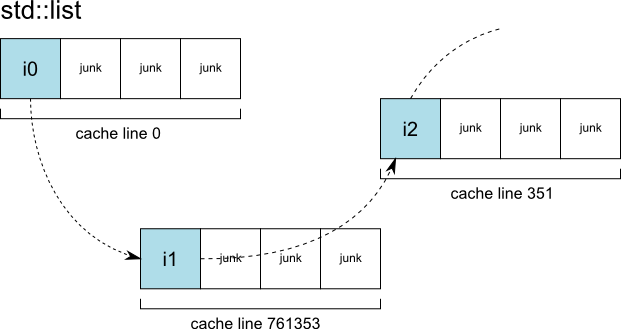 std::list
i0 junk junk junk
cache line 0
i2 junk junk junk
cache line 351
i1 junk junk junk
cache line 761353